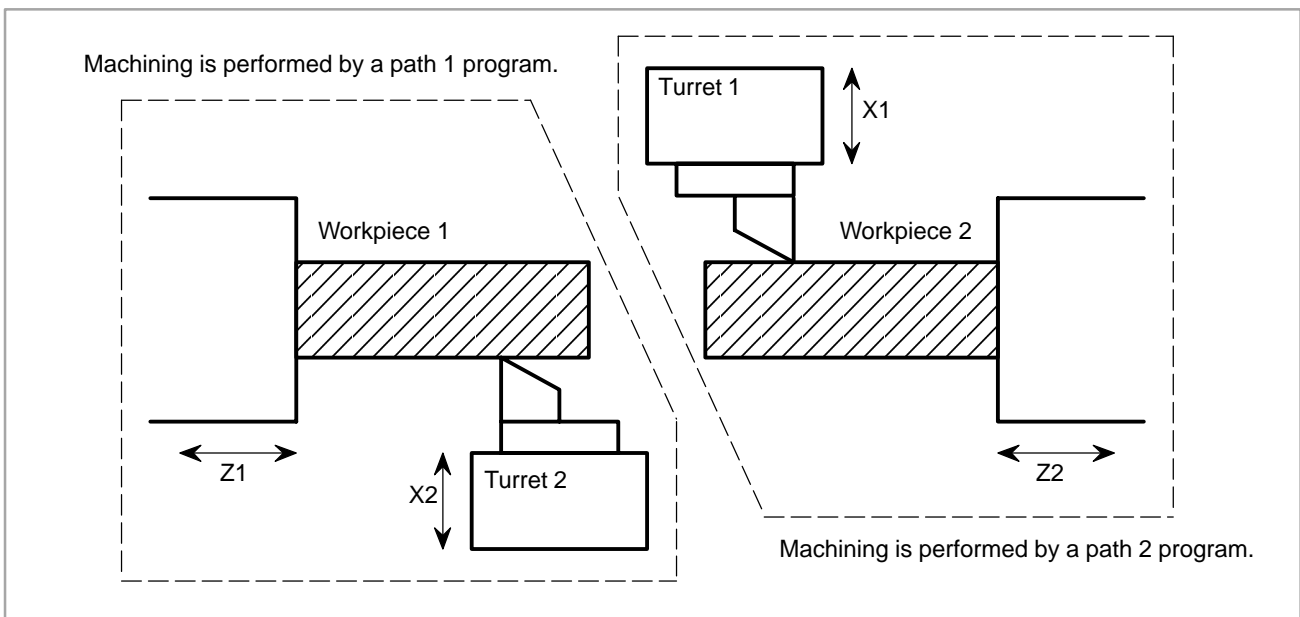 Machining is performed by a path 1 program.
Turret 1
X1
Workpiece 1
Workpiece 2
Z1
X2
Turret 2
Z2
Machining is performed by a path 2 program.